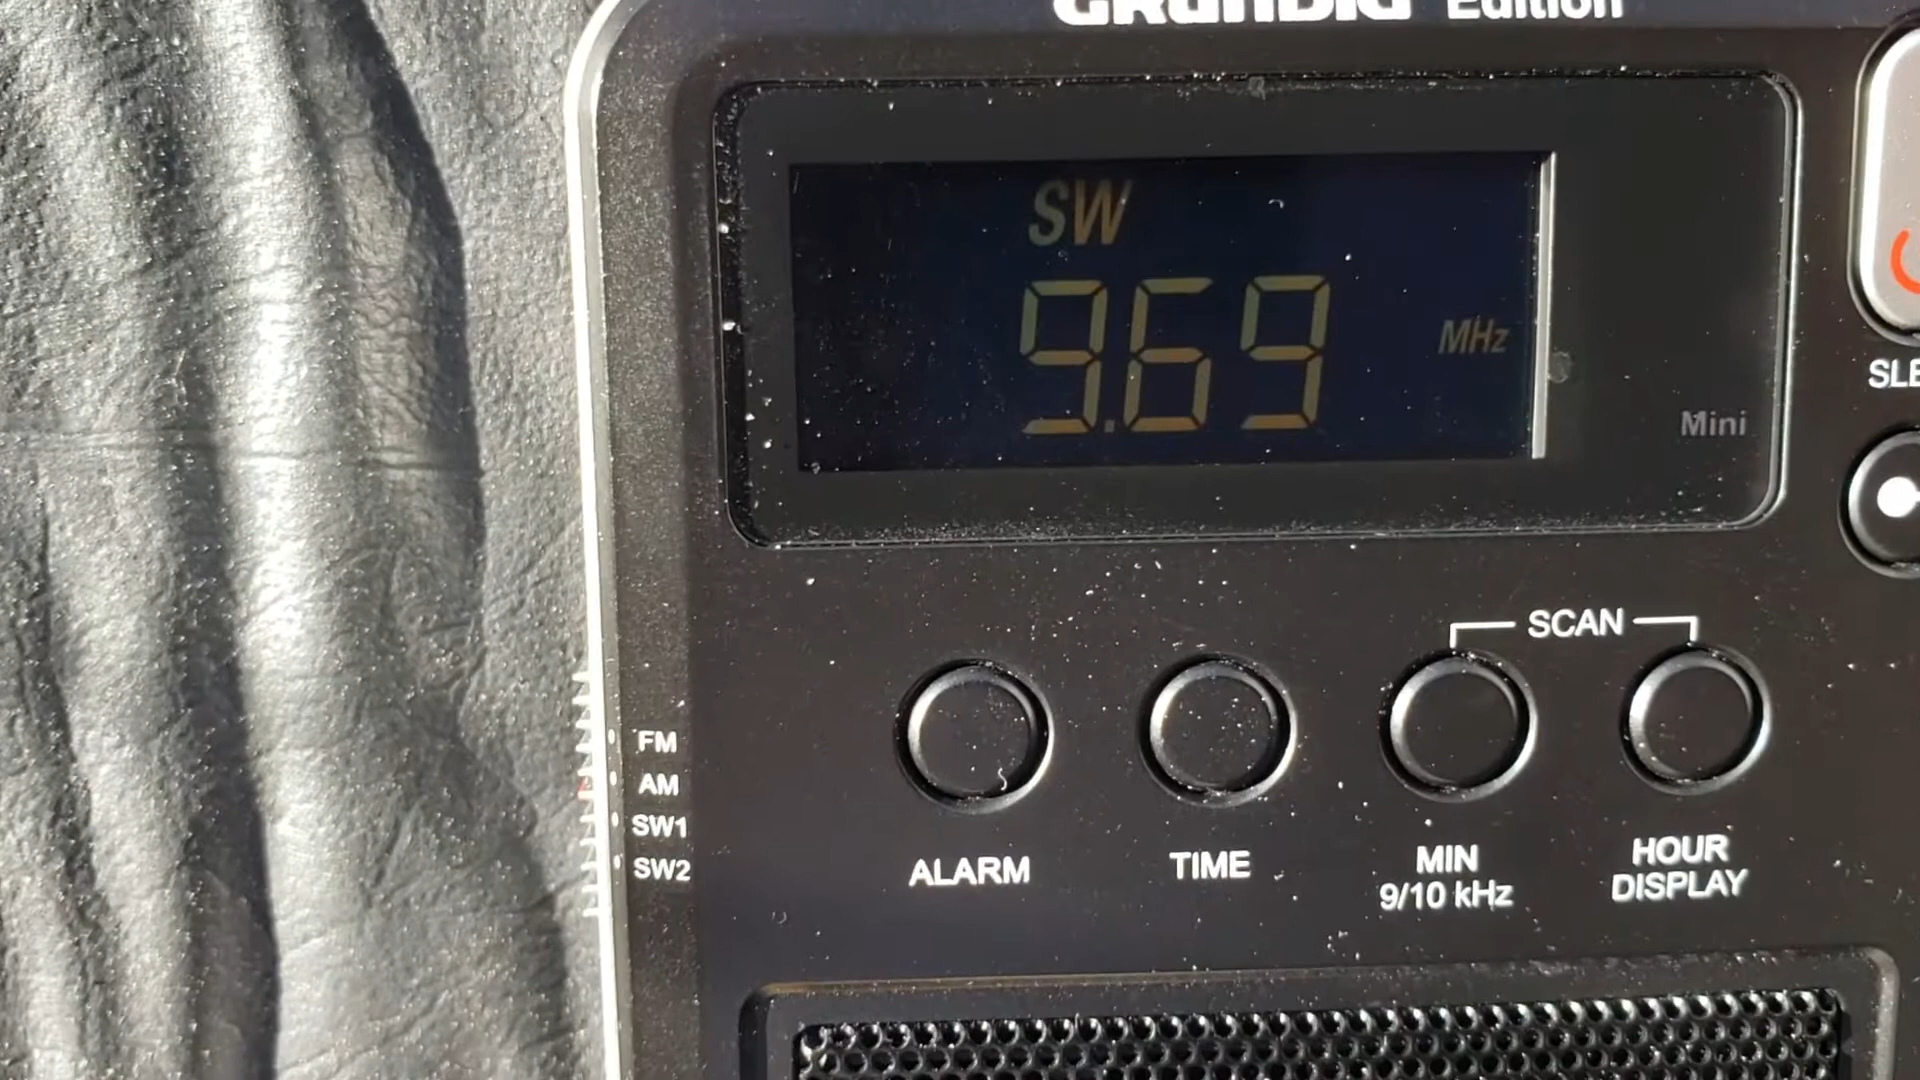 GRUNDIG Edition
SW
9.69 MHz
Mini
SCAN
FM
AM
SW1
SW2
ALARM
TIME
MIN
9/10 kHz
HOUR
DISPLAY